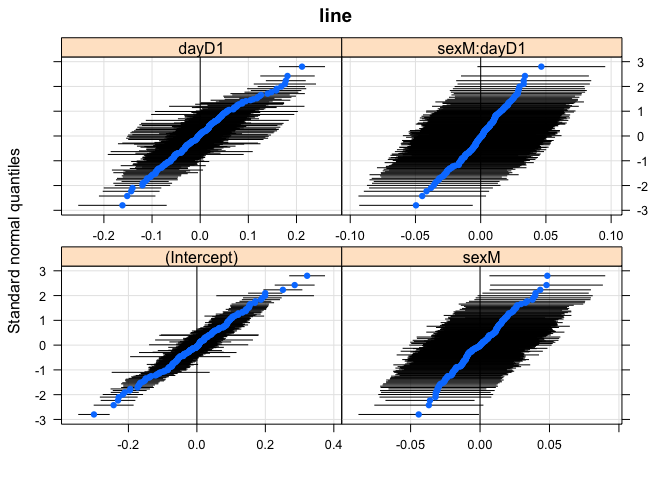 line
dayD1 sexM:dayD1
3
2
1
0
-1
-2
-3
-0.2 -0.1 0.0 0.1 0.2 -0.10 -0.05 0.00 0.05 0.10
Standard normal quantiles
(Intercept) sexM
3
2
1
0
-1
-2
-3
-0.2 0.0 0.2 0.4 -0.05 0.00 0.05